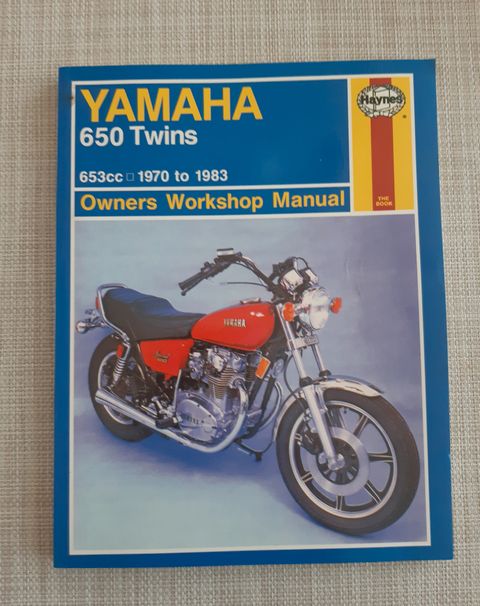 YAMAHA
650 Twins
653cc □ 1970 to 1983
Owners Workshop Manual
Haynes
®
THE
BOOK
YAMAHA